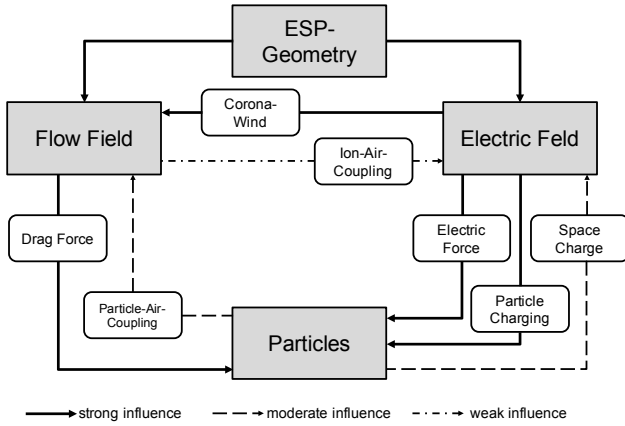 ESP-
Geometry
Corona-
Wind
Flow Field
Electric Feld
Ion-Air-
Coupling
Drag Force
Electric
Force
Space
Charge
Particle-Air-
Coupling
Particle
Charging
Particles
strong influence
moderate influence
weak influence